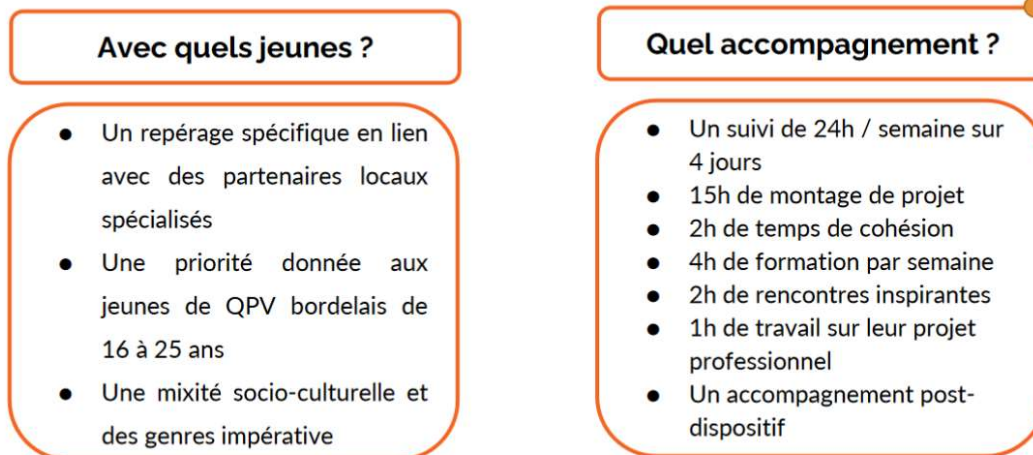 Avec quels jeunes ?
● Un repérage spécifique en lien
avec des partenaires locaux
spécialisés
● Une priorité donnée aux
jeunes de QPV bordelais de
16 à 25 ans
● Une mixité socio-culturelle et
des genres impérative
Quel accompagnement ?
● Un suivi de 24h / semaine sur
4 jours
● 15h de montage de projet
● 2h de temps de cohésion
● 4h de formation par semaine
● 2h de rencontres inspirantes
● 1h de travail sur leur projet
professionnel
● Un accompagnement post-
dispositif